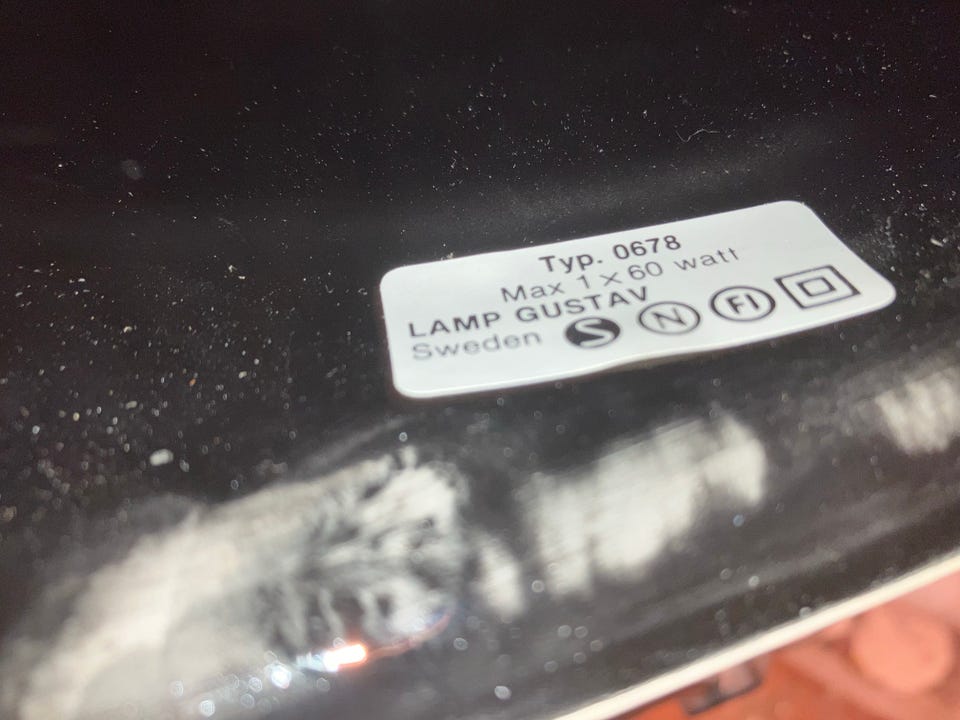 Typ. 0678
Max 1 × 60 watt
LAMP GUSTAV
Sweden S N FI